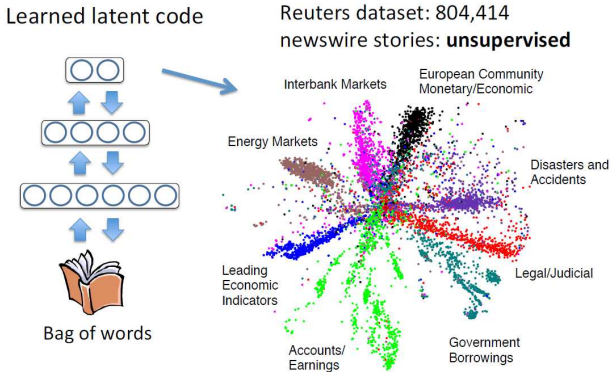 Learned latent code
Reuters dataset: 804,414
newswire stories: unsupervised
Interbank Markets
European Community
Monetary/Economic
Energy Markets
Disasters and
Accidents
Leading
Economic
Indicators
Legal/Judicial
Accounts/
Earnings
Government
Borrowings
Bag of words